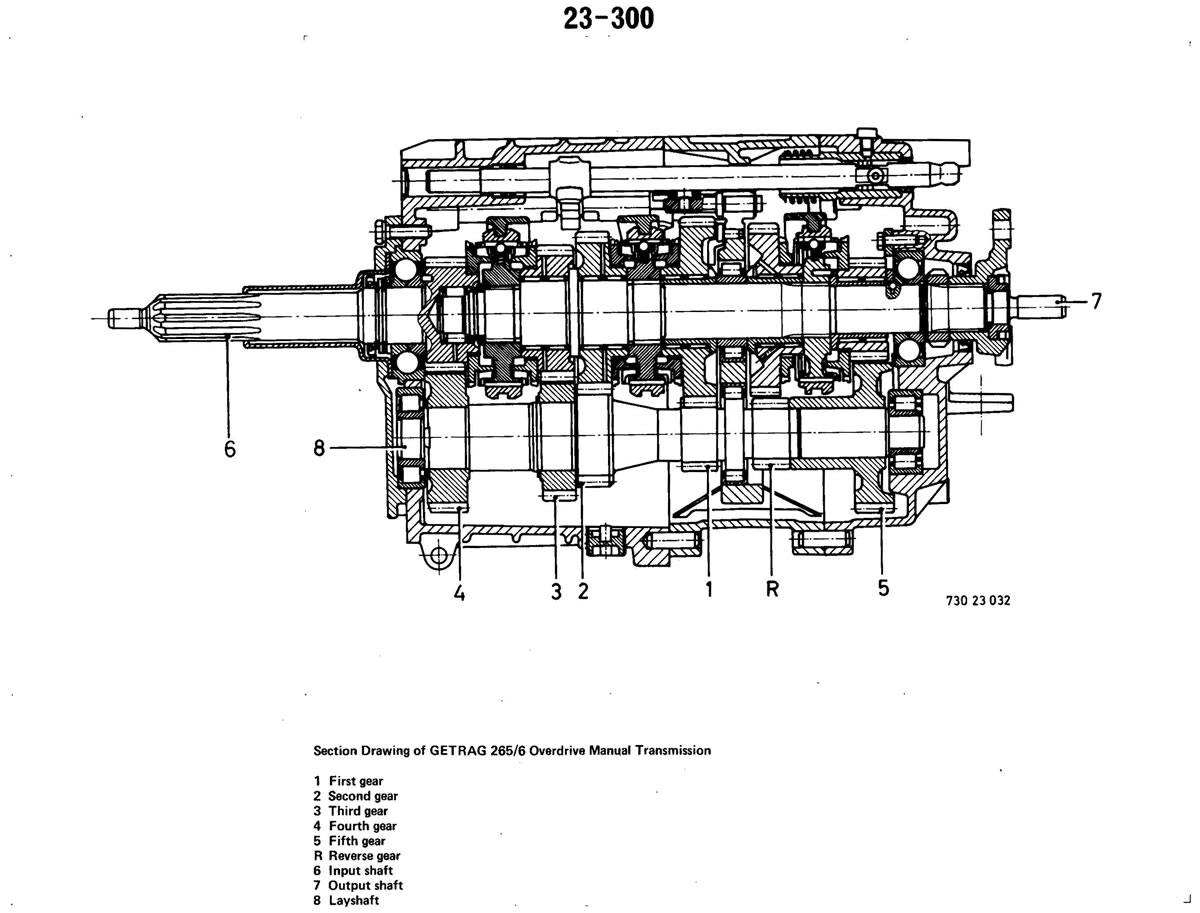 23-300
7
6
8
4
3
2
1
R
5
730 23 032
Section Drawing of GETRAG 265/6 Overdrive Manual Transmission
1 First gear
2 Second gear
3 Third gear
4 Fourth gear
5 Fifth gear
R Reverse gear
6 Input shaft
7 Output shaft
8 Layshaft